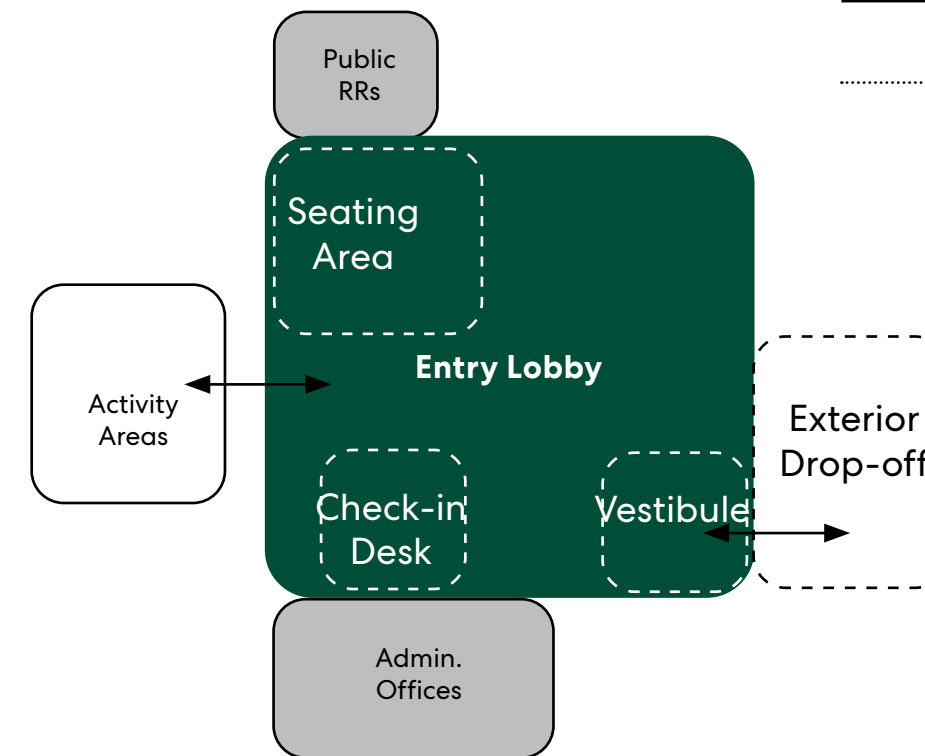 Public
RRs
Seating
Area
Entry Lobby
Activity
Areas
Exterior
Drop-off
Check-in
Desk
Vestibule
Admin.
Offices